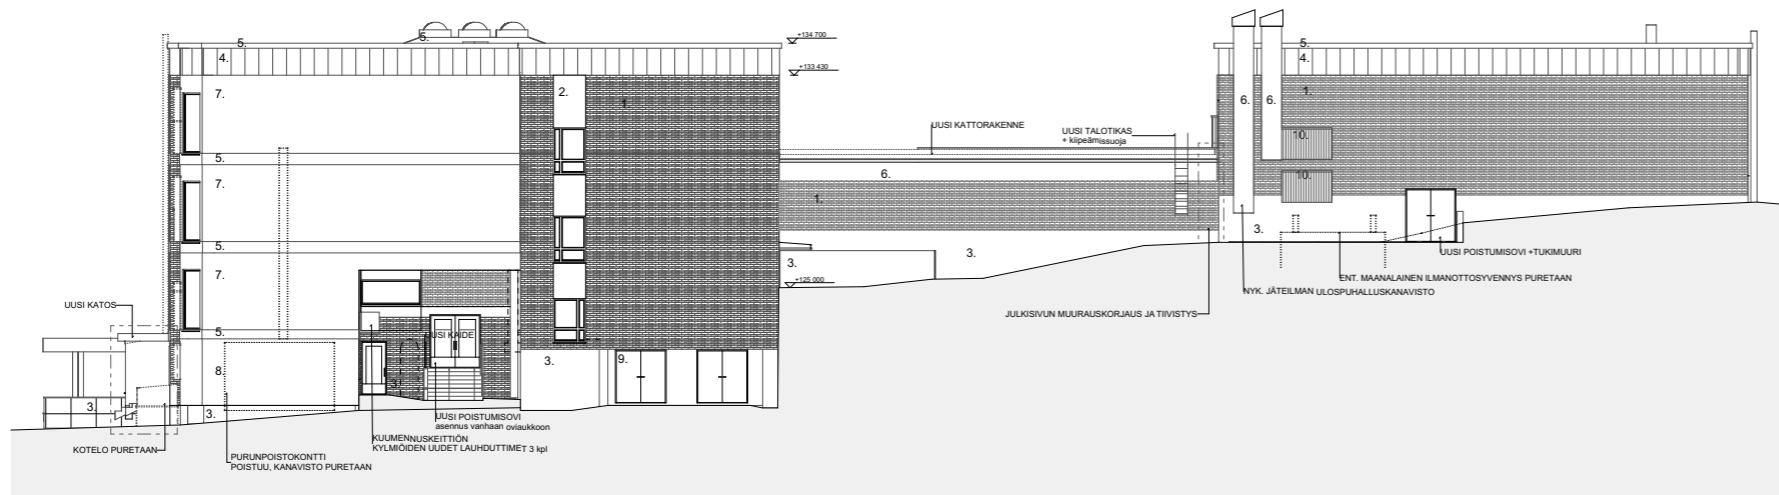 5.
5.
+134 700
5.
4.
4.
+133 430
7.
2.
1.
6.
6.
1.
UUSI KATTORAKENNE
UUSI TALOTIKAS
+ kiipeämissuoja
10.
5.
6.
10.
7.
1.
5.
3.
3.
3.
UUSI POISTUMISOVI +TUKIMUURI
7.
+125 000
ENT. MAANALAINEN ILMANOTTOSYVENNYS PURETAAN
NYK. JÄTEILMAN ULOSPUHALLUSKANAVISTO
UUSI KATOS
JULKISIVUN MUURAUSKORJAUS JA TIIVISTYS
5.
UUSI KAIDE
3.
9.
8.
3.
3.
3.
UUSI POISTUMISOVI
asennus vanhaan oviaukkoon
KOTELO PURETAAN
KUUMENNUSKEITTIÖN
KYLMIÖIDEN UUDET LAUHDUTTIMET 3 kpl
PURUNPOISTOKONTTI
POISTUU, KANAVISTO PURETAAN